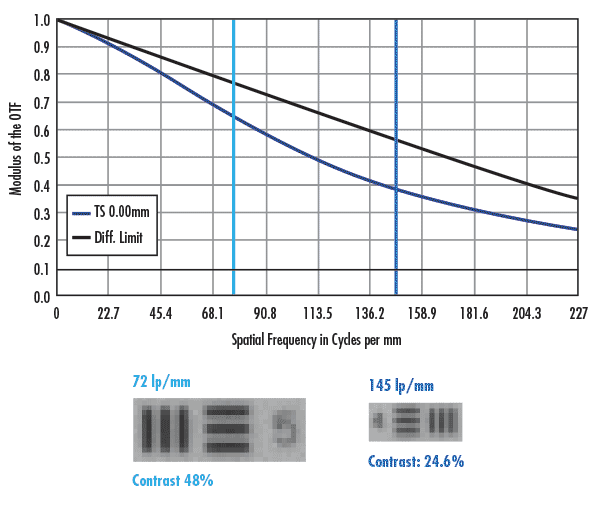 Modulus of the OTF
1.0
0.9
0.8
0.7
0.6
0.5
0.4
0.3
0.2
0.1
0.0
TS 0.00mm
Diff. Limit
0 22.7 45.4 68.1 90.8 113.5 136.2 158.9 181.6 204.3 227
Spatial Frequency in Cycles per mm
72 lp/mm
5
Contrast 48%
145 lp/mm
4
Contrast: 24.6%